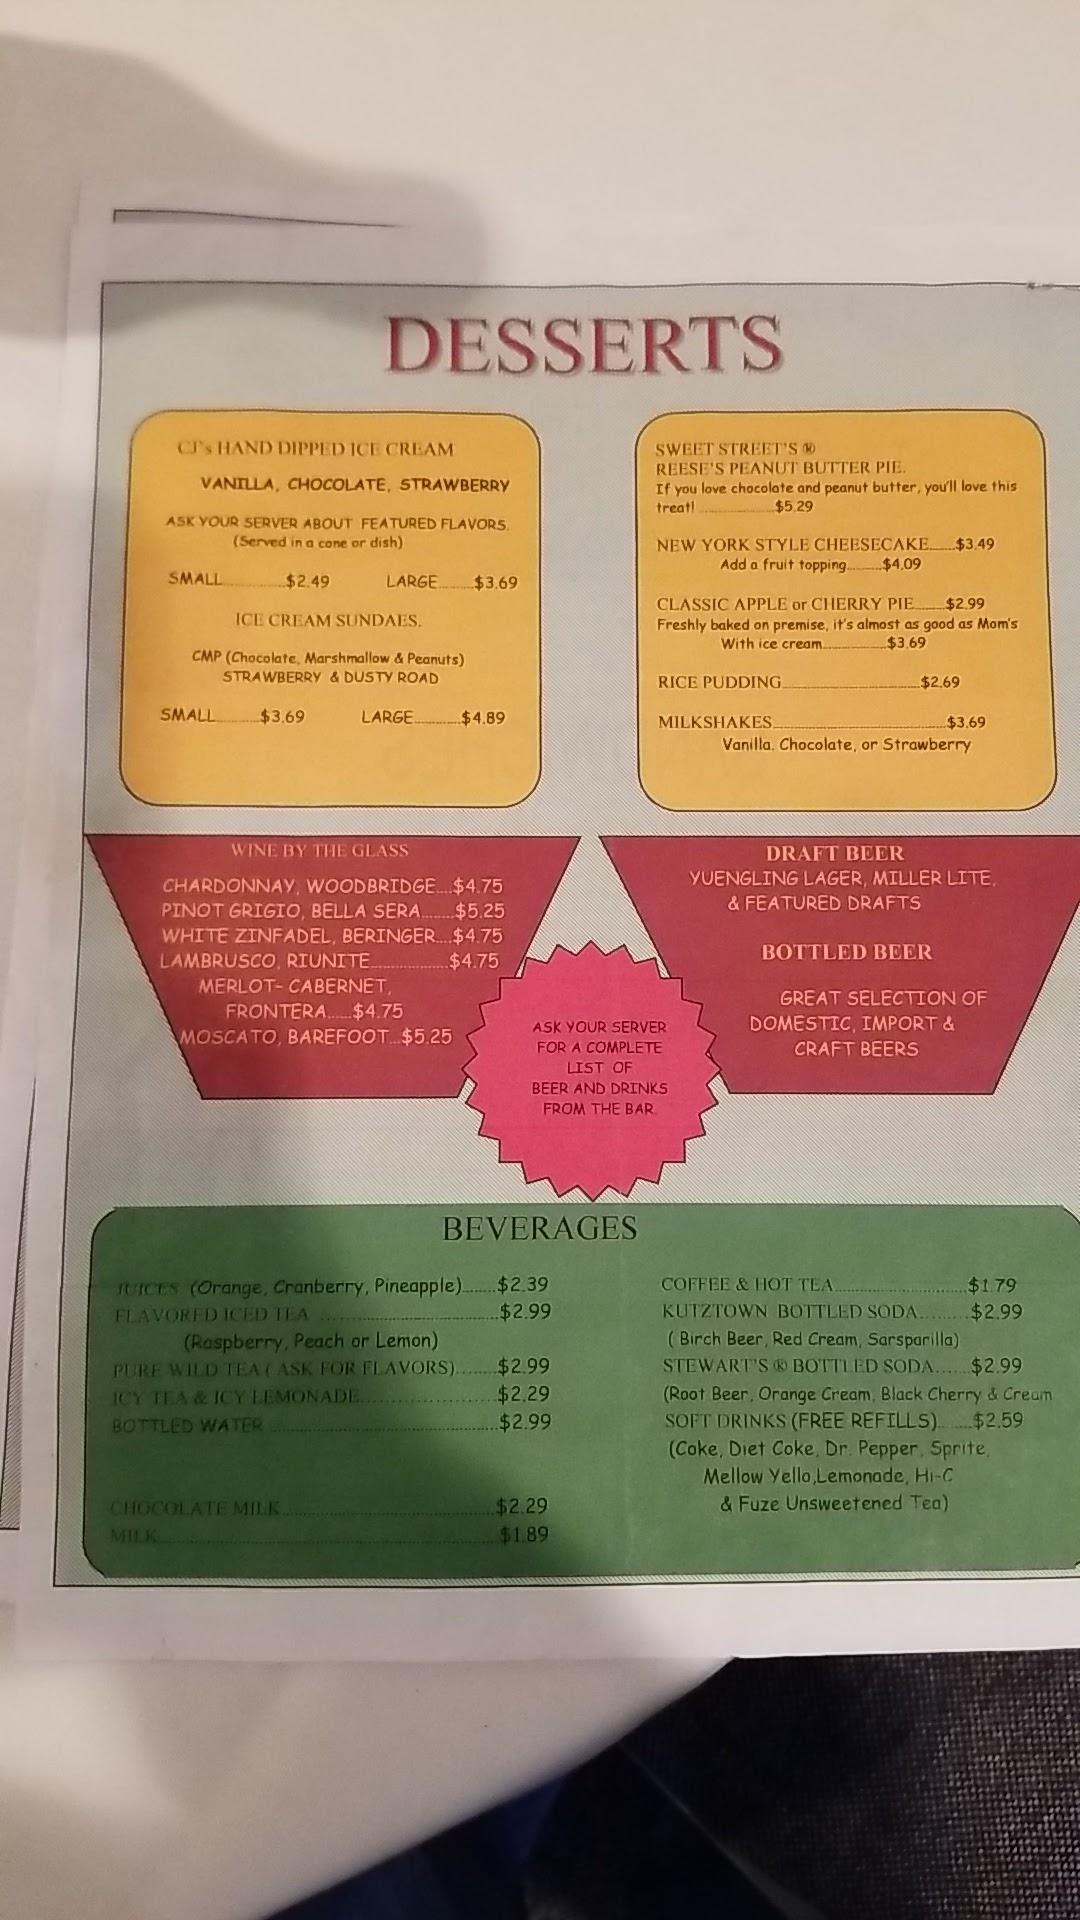 DESSERTS
CJ's HAND DIPPED ICE CREAM
VANILLA, CHOCOLATE, STRAWBERRY
ASK YOUR SERVER ABOUT FEATURED FLAVORS.
(Served in a cone or dish)
SMALL................$2.49 LARGE.........$3.69
ICE CREAM SUNDAES.
CMP (Chocolate, Marshmallow & Peanuts)
STRAWBERRY & DUSTY ROAD
SMALL...........$3.69 LARGE............$4.89
SWEET STREET'S ®
REESE'S PEANUT BUTTER PIE.
If you love chocolate and peanut butter, you'll love this
treat! ......................$5.29
NEW YORK STYLE CHEESECAKE.......$3.49
Add a fruit topping..........$4.09
CLASSIC APPLE or CHERRY PIE........$2.99
Freshly baked on premise, it's almost as good as Mom's
With ice cream..................$3.69
RICE PUDDING.....................................$2.69
MILKSHAKES..............................................$3.69
Vanilla. Chocolate, or Strawberry
WINE BY THE GLASS
CHARDONNAY, WOODBRIDGE....$4.75
PINOT GRIGIO, BELLA SERA........$5.25
WHITE ZINFADEL, BERINGER....$4.75
LAMBRUSCO, RIUNITE...................$4.75
MERLOT- CABERNET,
FRONTERA......$4.75
MOSCATO, BAREFOOT...$5.25
DRAFT BEER
YUENGLING LAGER, MILLER LITE,
& FEATURED DRAFTS
BOTTLED BEER
GREAT SELECTION OF
DOMESTIC, IMPORT &
CRAFT BEERS
ASK YOUR SERVER
FOR A COMPLETE
LIST OF
BEER AND DRINKS
FROM THE BAR.
BEVERAGES
JUICES (Orange, Cranberry, Pineapple)........$2.39
FLAVORED ICED TEA ...........................................$2.99
(Raspberry, Peach or Lemon)
PURE WILD TEA ( ASK FOR FLAVORS)..........$2.99
ICY TEA & ICY LEMONADE.........................$2.29
BOTTLED WATER .....................................................$2.99
CHOCOLATE MILK....................................................$2.29
MILK.................................................................................$1.89
COFFEE & HOT TEA...............................$1.79
KUTZTOWN BOTTLED SODA.........$2.99
( Birch Beer, Red Cream, Sarsparilla)
STEWART'S ® BOTTLED SODA......$2.99
(Root Beer, Orange Cream, Black Cherry & Cream
SOFT DRINKS (FREE REFILLS)........$2.59
(Coke, Diet Coke, Dr. Pepper, Sprite,
Mellow Yello,Lemonade, Hi-C
& Fuze Unsweetened Tea)